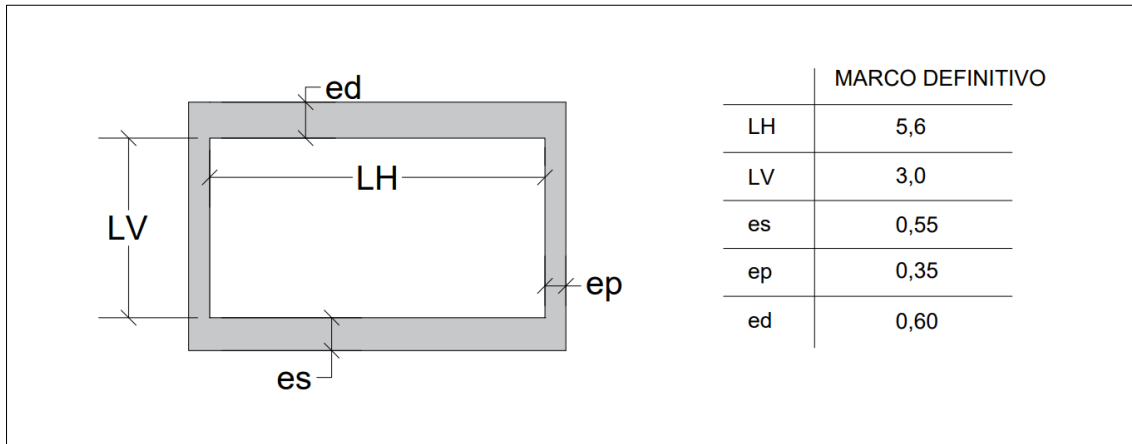 ed
LH
LV
ep
es
MARCO DEFINITIVO
LH 5,6
LV 3,0
es 0,55
ep 0,35
ed 0,60